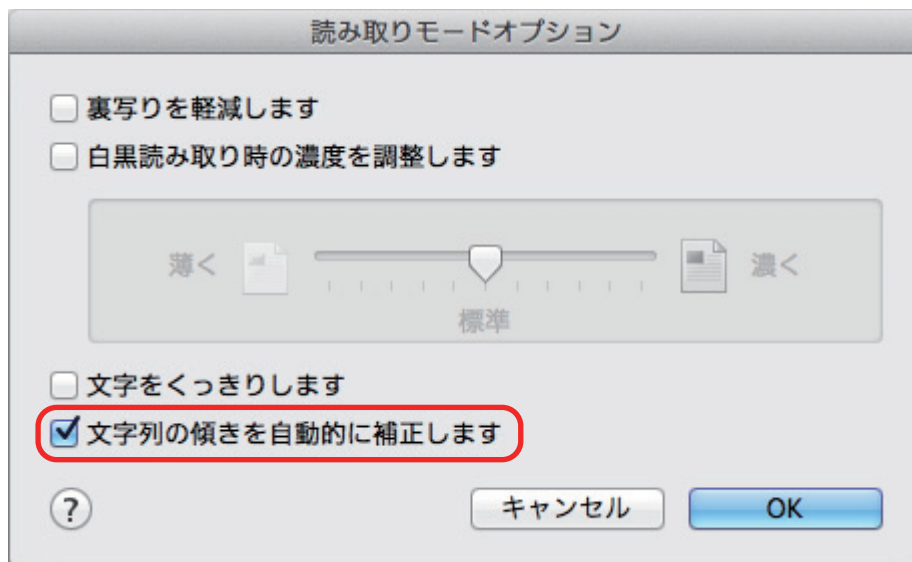 読み取りモードオプション
裏写りを軽減します
白黒読み取り時の濃度を調整します
薄く 濃く
標準
文字をくっきりします
文字列の傾きを自動的に補正します
? キャンセル OK